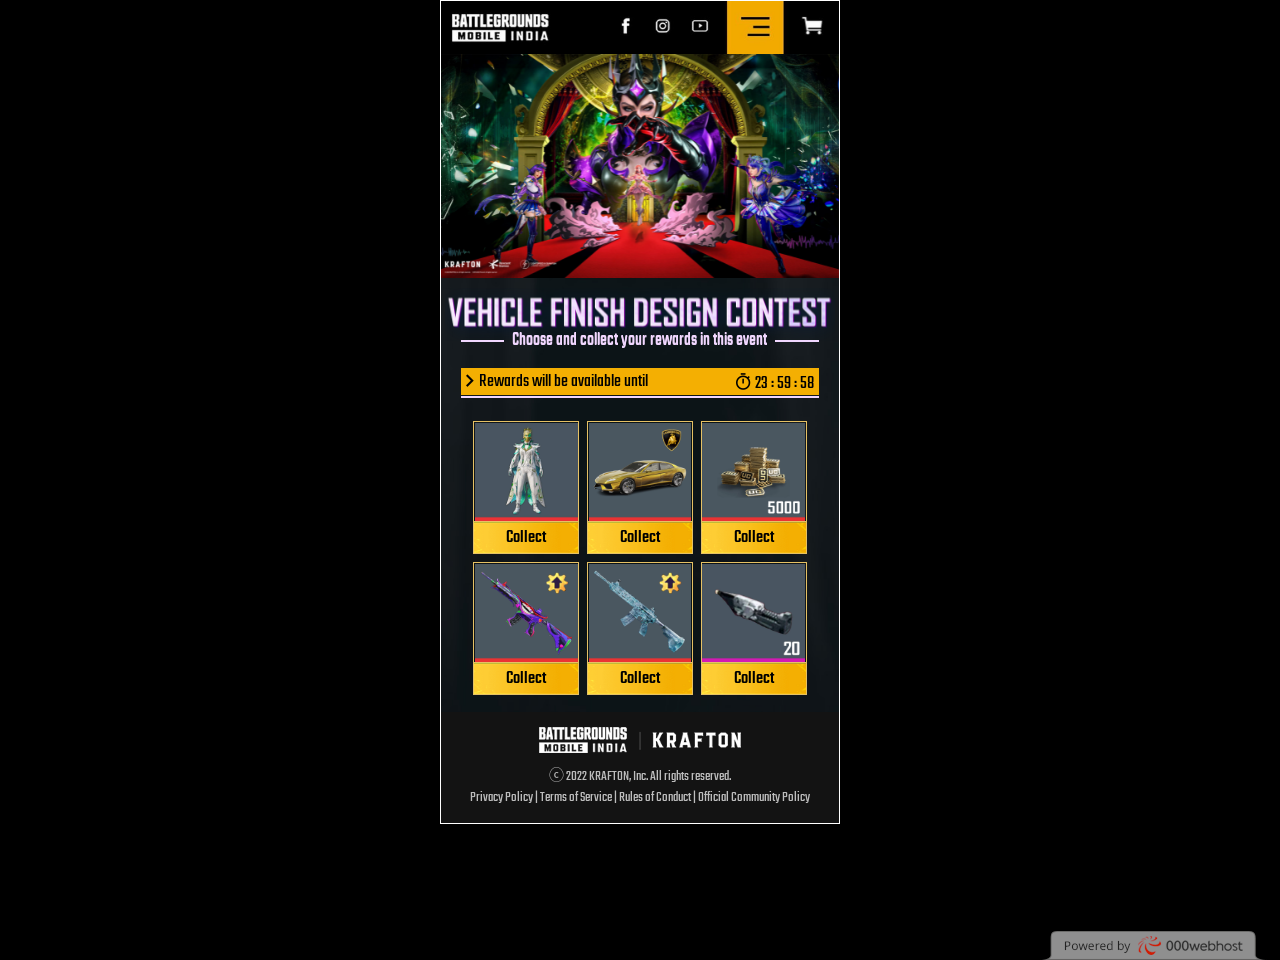 BATTLEGROUNDS
MOBILE INDIA
KRAFTON
VEHICLE FINISH DESIGN CONTEST
Choose and collect your rewards in this event
Rewards will be available until
23 : 59 : 58
5000
Collect
Collect
Collect
20
Collect
Collect
Collect
BATTLEGROUNDS
MOBILE INDIA
KRAFTON
ⓒ 2022 KRAFTON, Inc. All rights reserved.
Privacy Policy | Terms of Service | Rules of Conduct | Official Community Policy
Powered by 000webhost